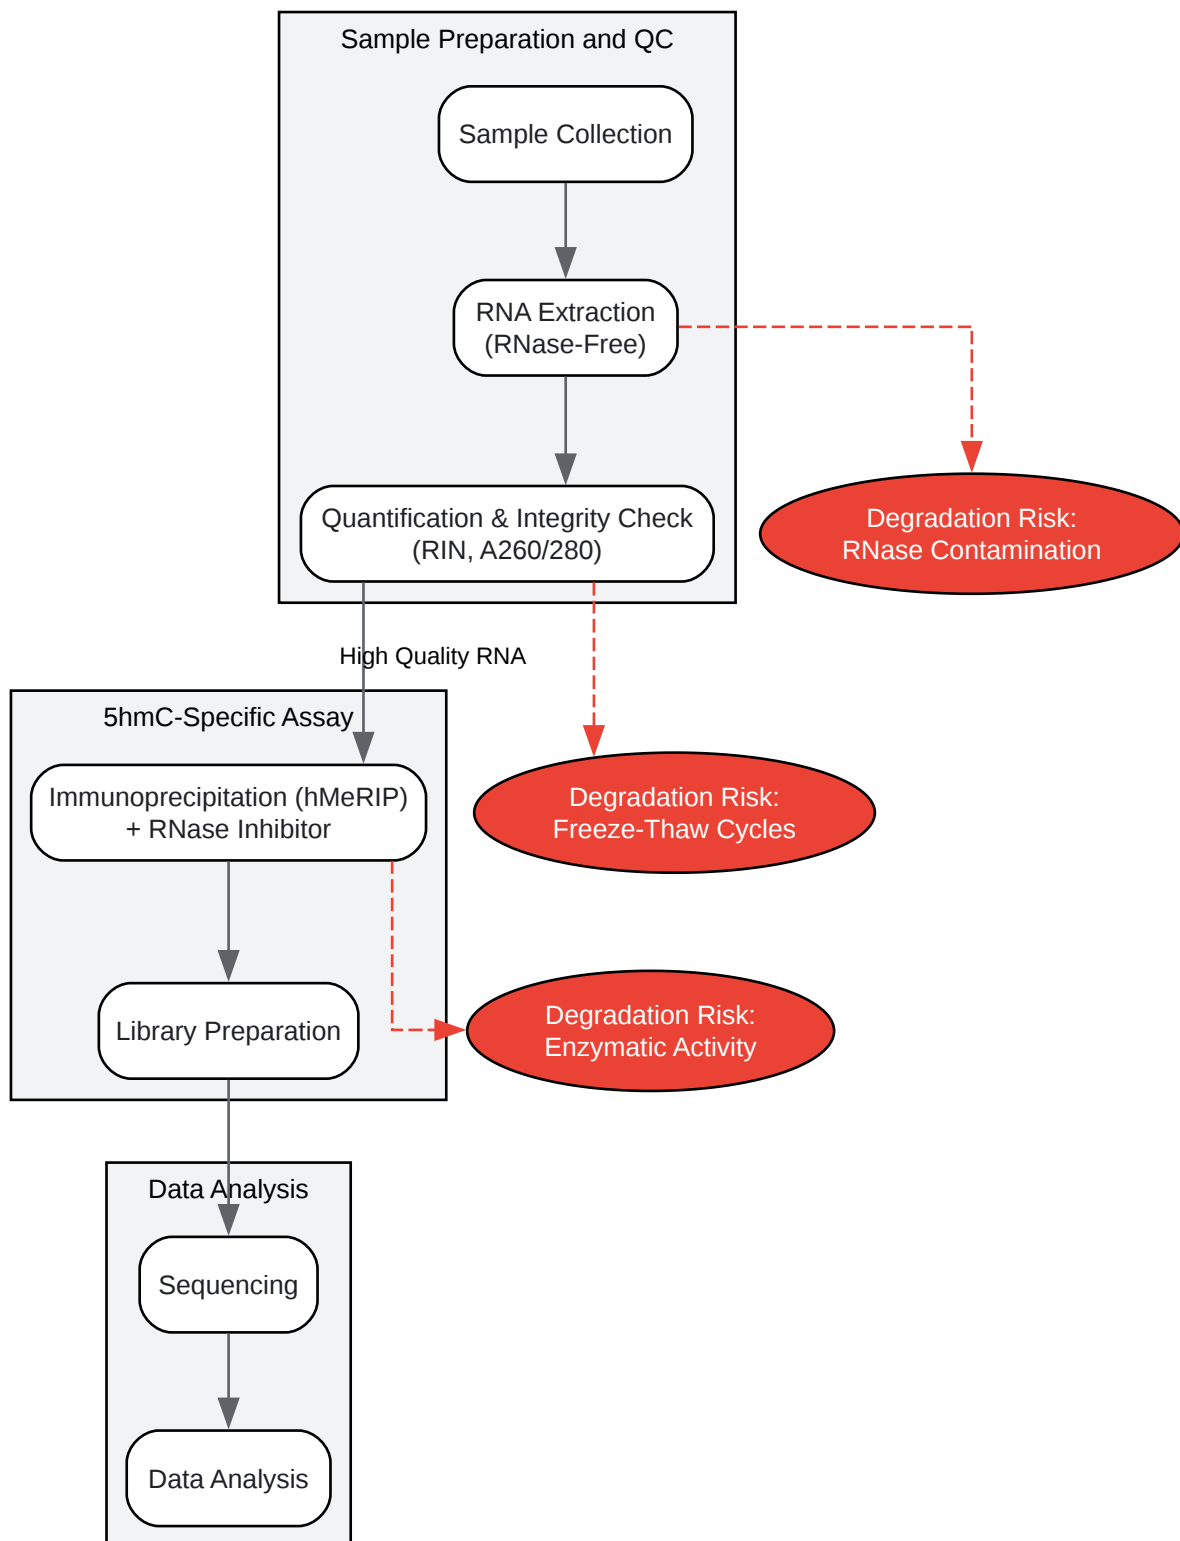 Sample Preparation and QC
Sample Collection
RNA Extraction
(RNase-Free)
Quantification & Integrity Check
(RIN, A260/280)
Degradation Risk:
RNase Contamination
High Quality RNA
5hmC-Specific Assay
Immunoprecipitation (hMeRIP)
+ RNase Inhibitor
Degradation Risk:
Freeze-Thaw Cycles
Library Preparation
Degradation Risk:
Enzymatic Activity
Data Analysis
Sequencing
Data Analysis